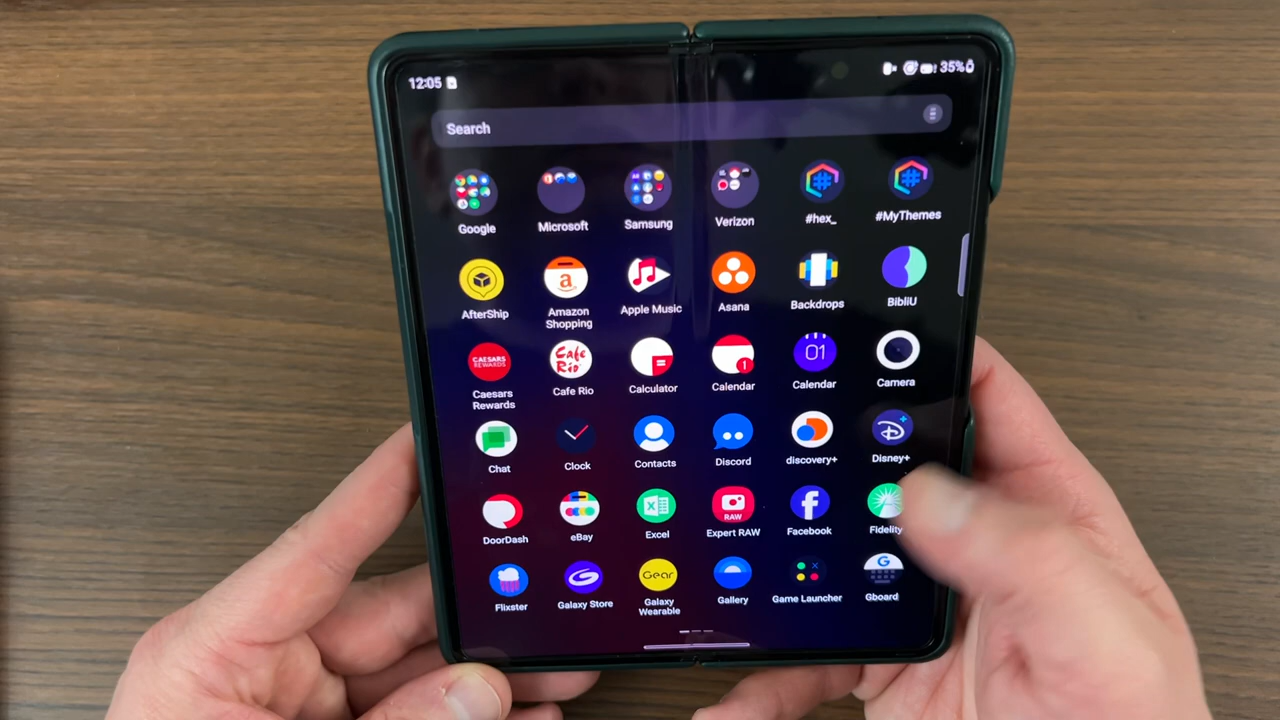 12:05
35%
Search
Google
Microsoft
Samsung
Verizon
#hex_
#MyThemes
AfterShip
Amazon
Shopping
Apple Music
Asana
Backdrops
BibliU
CAESARS
REWARDS
Caesars
Rewards
Cafe
Rio
Cafe Rio
Calculator
1
Calendar
01
Calendar
Camera
Chat
Clock
Contacts
Discord
discovery+
Disney+
DoorDash
eBay
Excel
RAW
Expert RAW
Facebook
Fidelity
Flixster
Galaxy Store
Gear
Galaxy
Wearable
Gallery
Game Launcher
G
Gboard